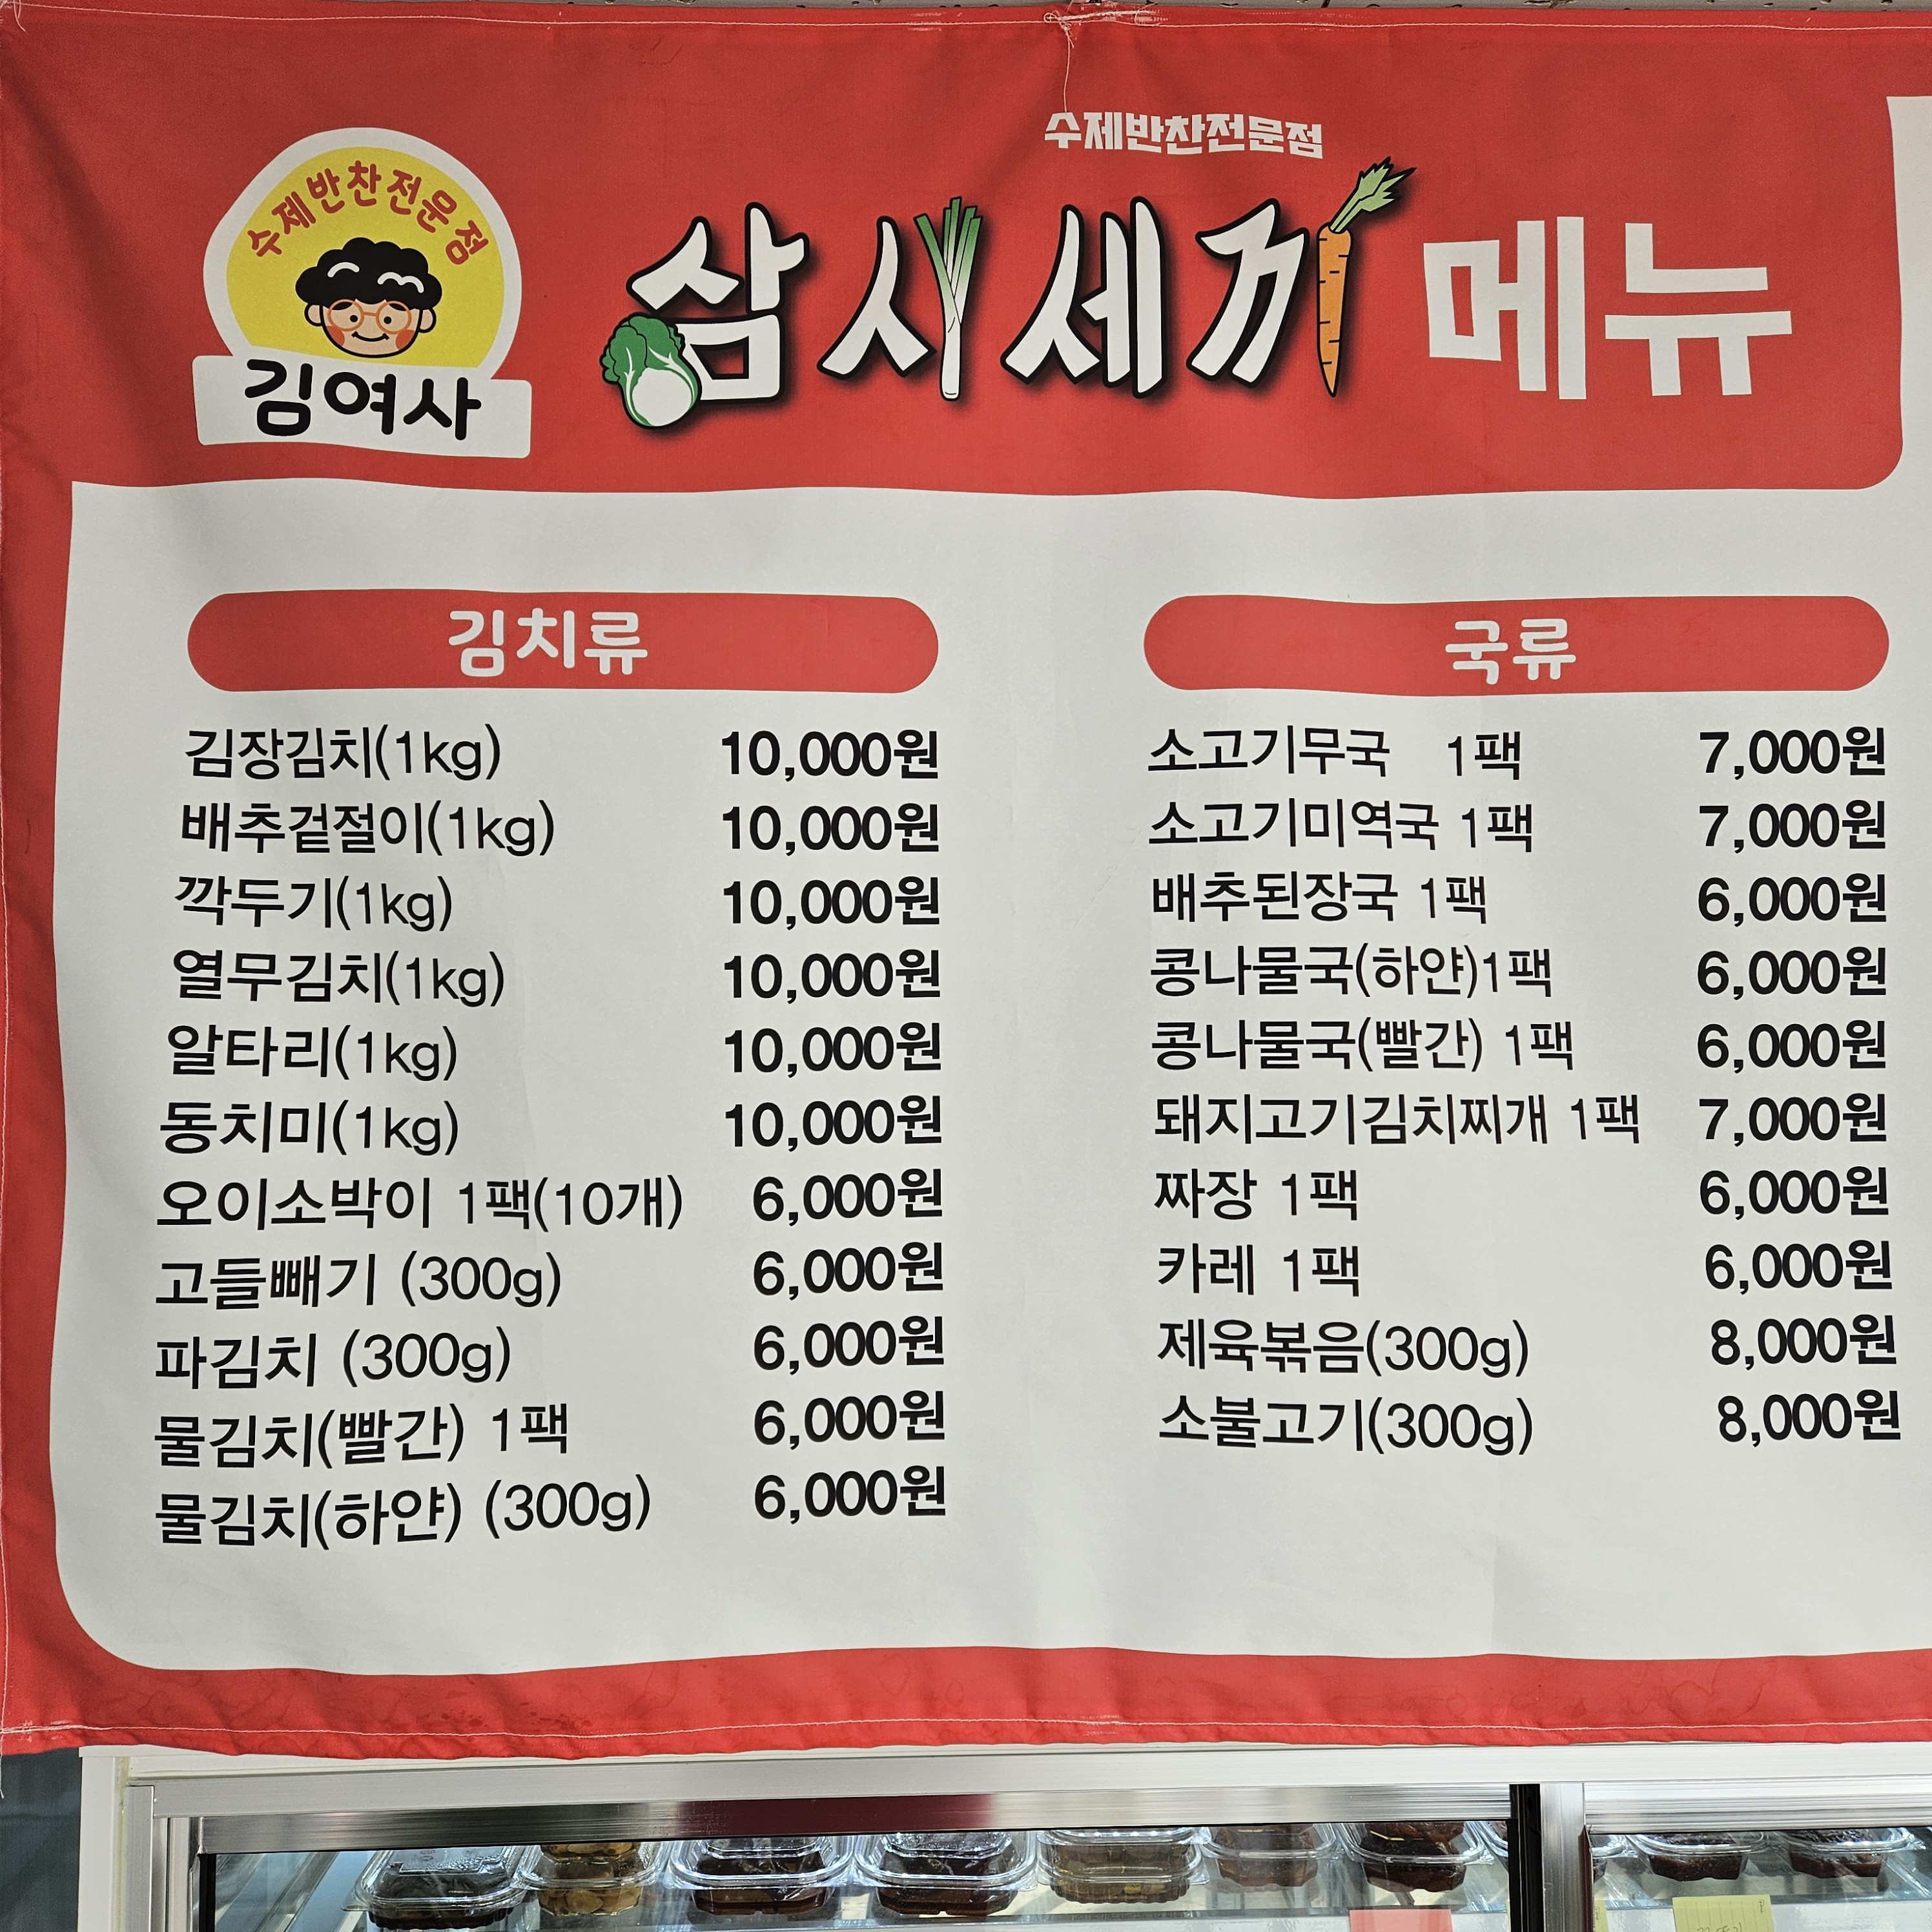 수제반찬전문점
수제반찬전문점
김여사
삼시세끼 메뉴
김치류
김장김치(1kg) 10,000원
배추겉절이(1kg) 10,000원
깍두기(1kg) 10,000원
열무김치(1kg) 10,000원
알타리(1kg) 10,000원
동치미(1kg) 10,000원
오이소박이 1팩(10개) 6,000원
고들빼기 (300g) 6,000원
파김치 (300g) 6,000원
물김치(빨간) 1팩 6,000원
물김치(하얀) (300g) 6,000원
국류
소고기무국 1팩 7,000원
소고기미역국 1팩 7,000원
배추된장국 1팩 6,000원
콩나물국(하얀)1팩 6,000원
콩나물국(빨간) 1팩 6,000원
돼지고기김치찌개 1팩 7,000원
짜장 1팩 6,000원
카레 1팩 6,000원
제육볶음(300g) 8,000원
소불고기(300g) 8,000원